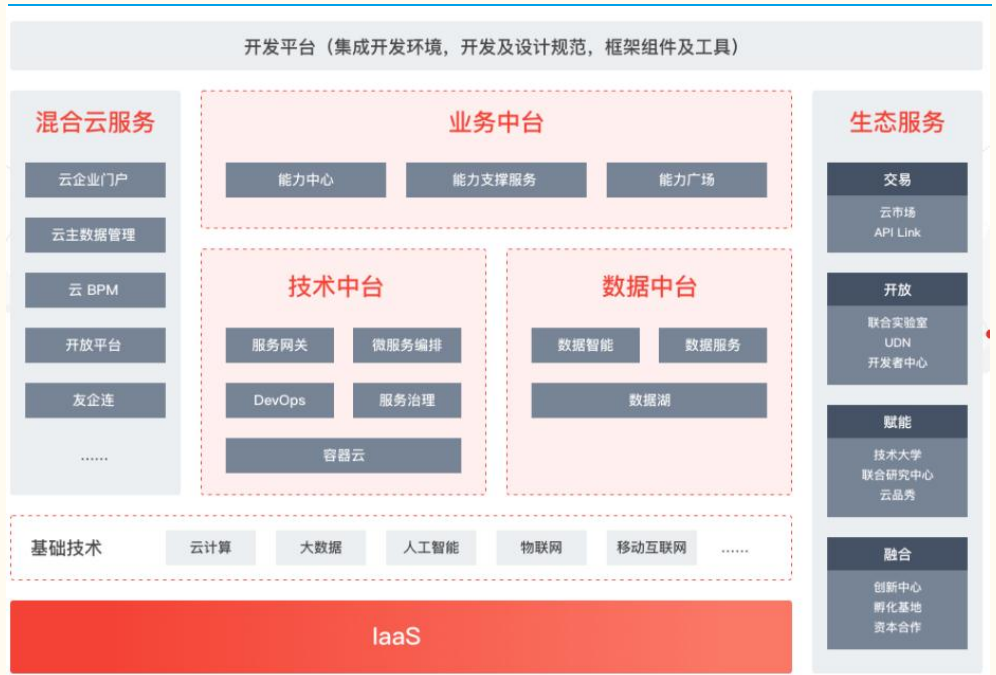 开发平台（集成开发环境，开发及设计规范，框架组件及工具）
混合云服务
云企业门户
云主数据管理
云 BPM
开放平台
友企连
……
业务中台
能力中心
能力支撑服务
能力广场
技术中台
服务网关
微服务编排
DevOps
服务治理
容器云
数据中台
数据智能
数据服务
数据湖
基础技术
云计算
大数据
人工智能
物联网
移动互联网
……
IaaS
生态服务
交易
云市场
API Link
开放
联合实验室
UDN
开发者中心
赋能
技术大学
联合研究中心
云品秀
融合
创新中心
孵化基地
资本合作